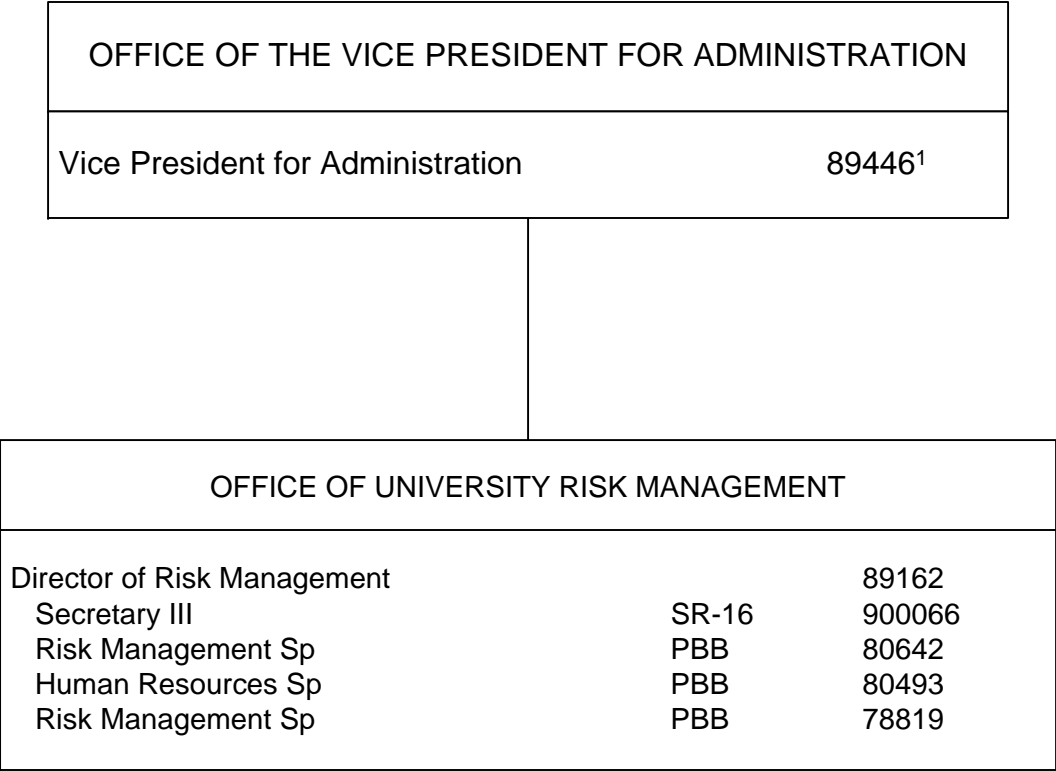 OFFICE OF THE VICE PRESIDENT FOR ADMINISTRATION
Vice President for Administration 89446¹
OFFICE OF UNIVERSITY RISK MANAGEMENT
Director of Risk Management 89162
Secretary III SR-16 900066
Risk Management Sp PBB 80642
Human Resources Sp PBB 80493
Risk Management Sp PBB 78819